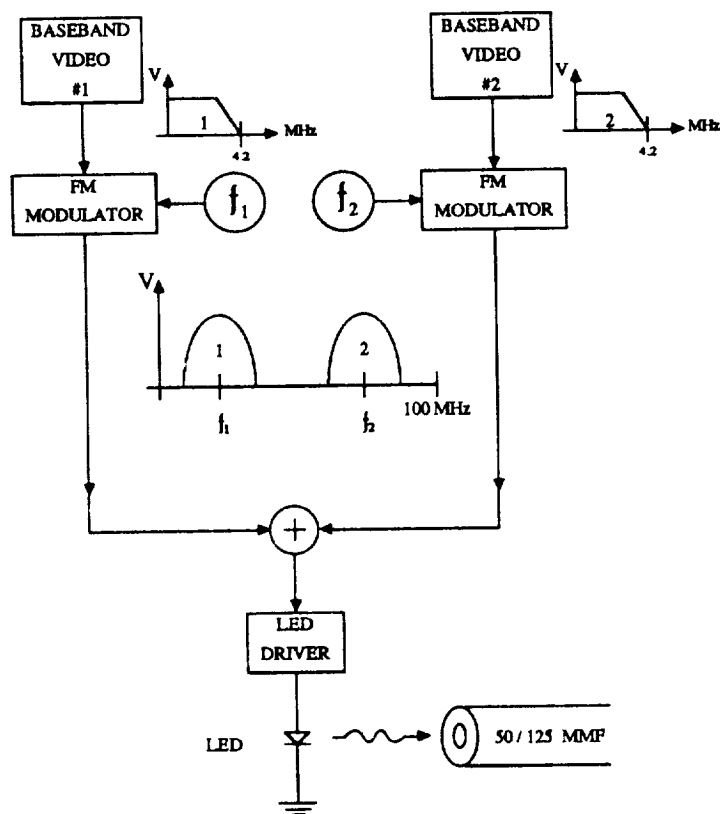 BASEBAND
VIDEO
#1
V
1
4.2
MHz
BASEBAND
VIDEO
#2
V
2
4.2
MHz
FM
MODULATOR
f₁
f₂
FM
MODULATOR
V
1
2
f₁
f₂
100 MHz
+
LED
DRIVER
LED
50 / 125 MMF